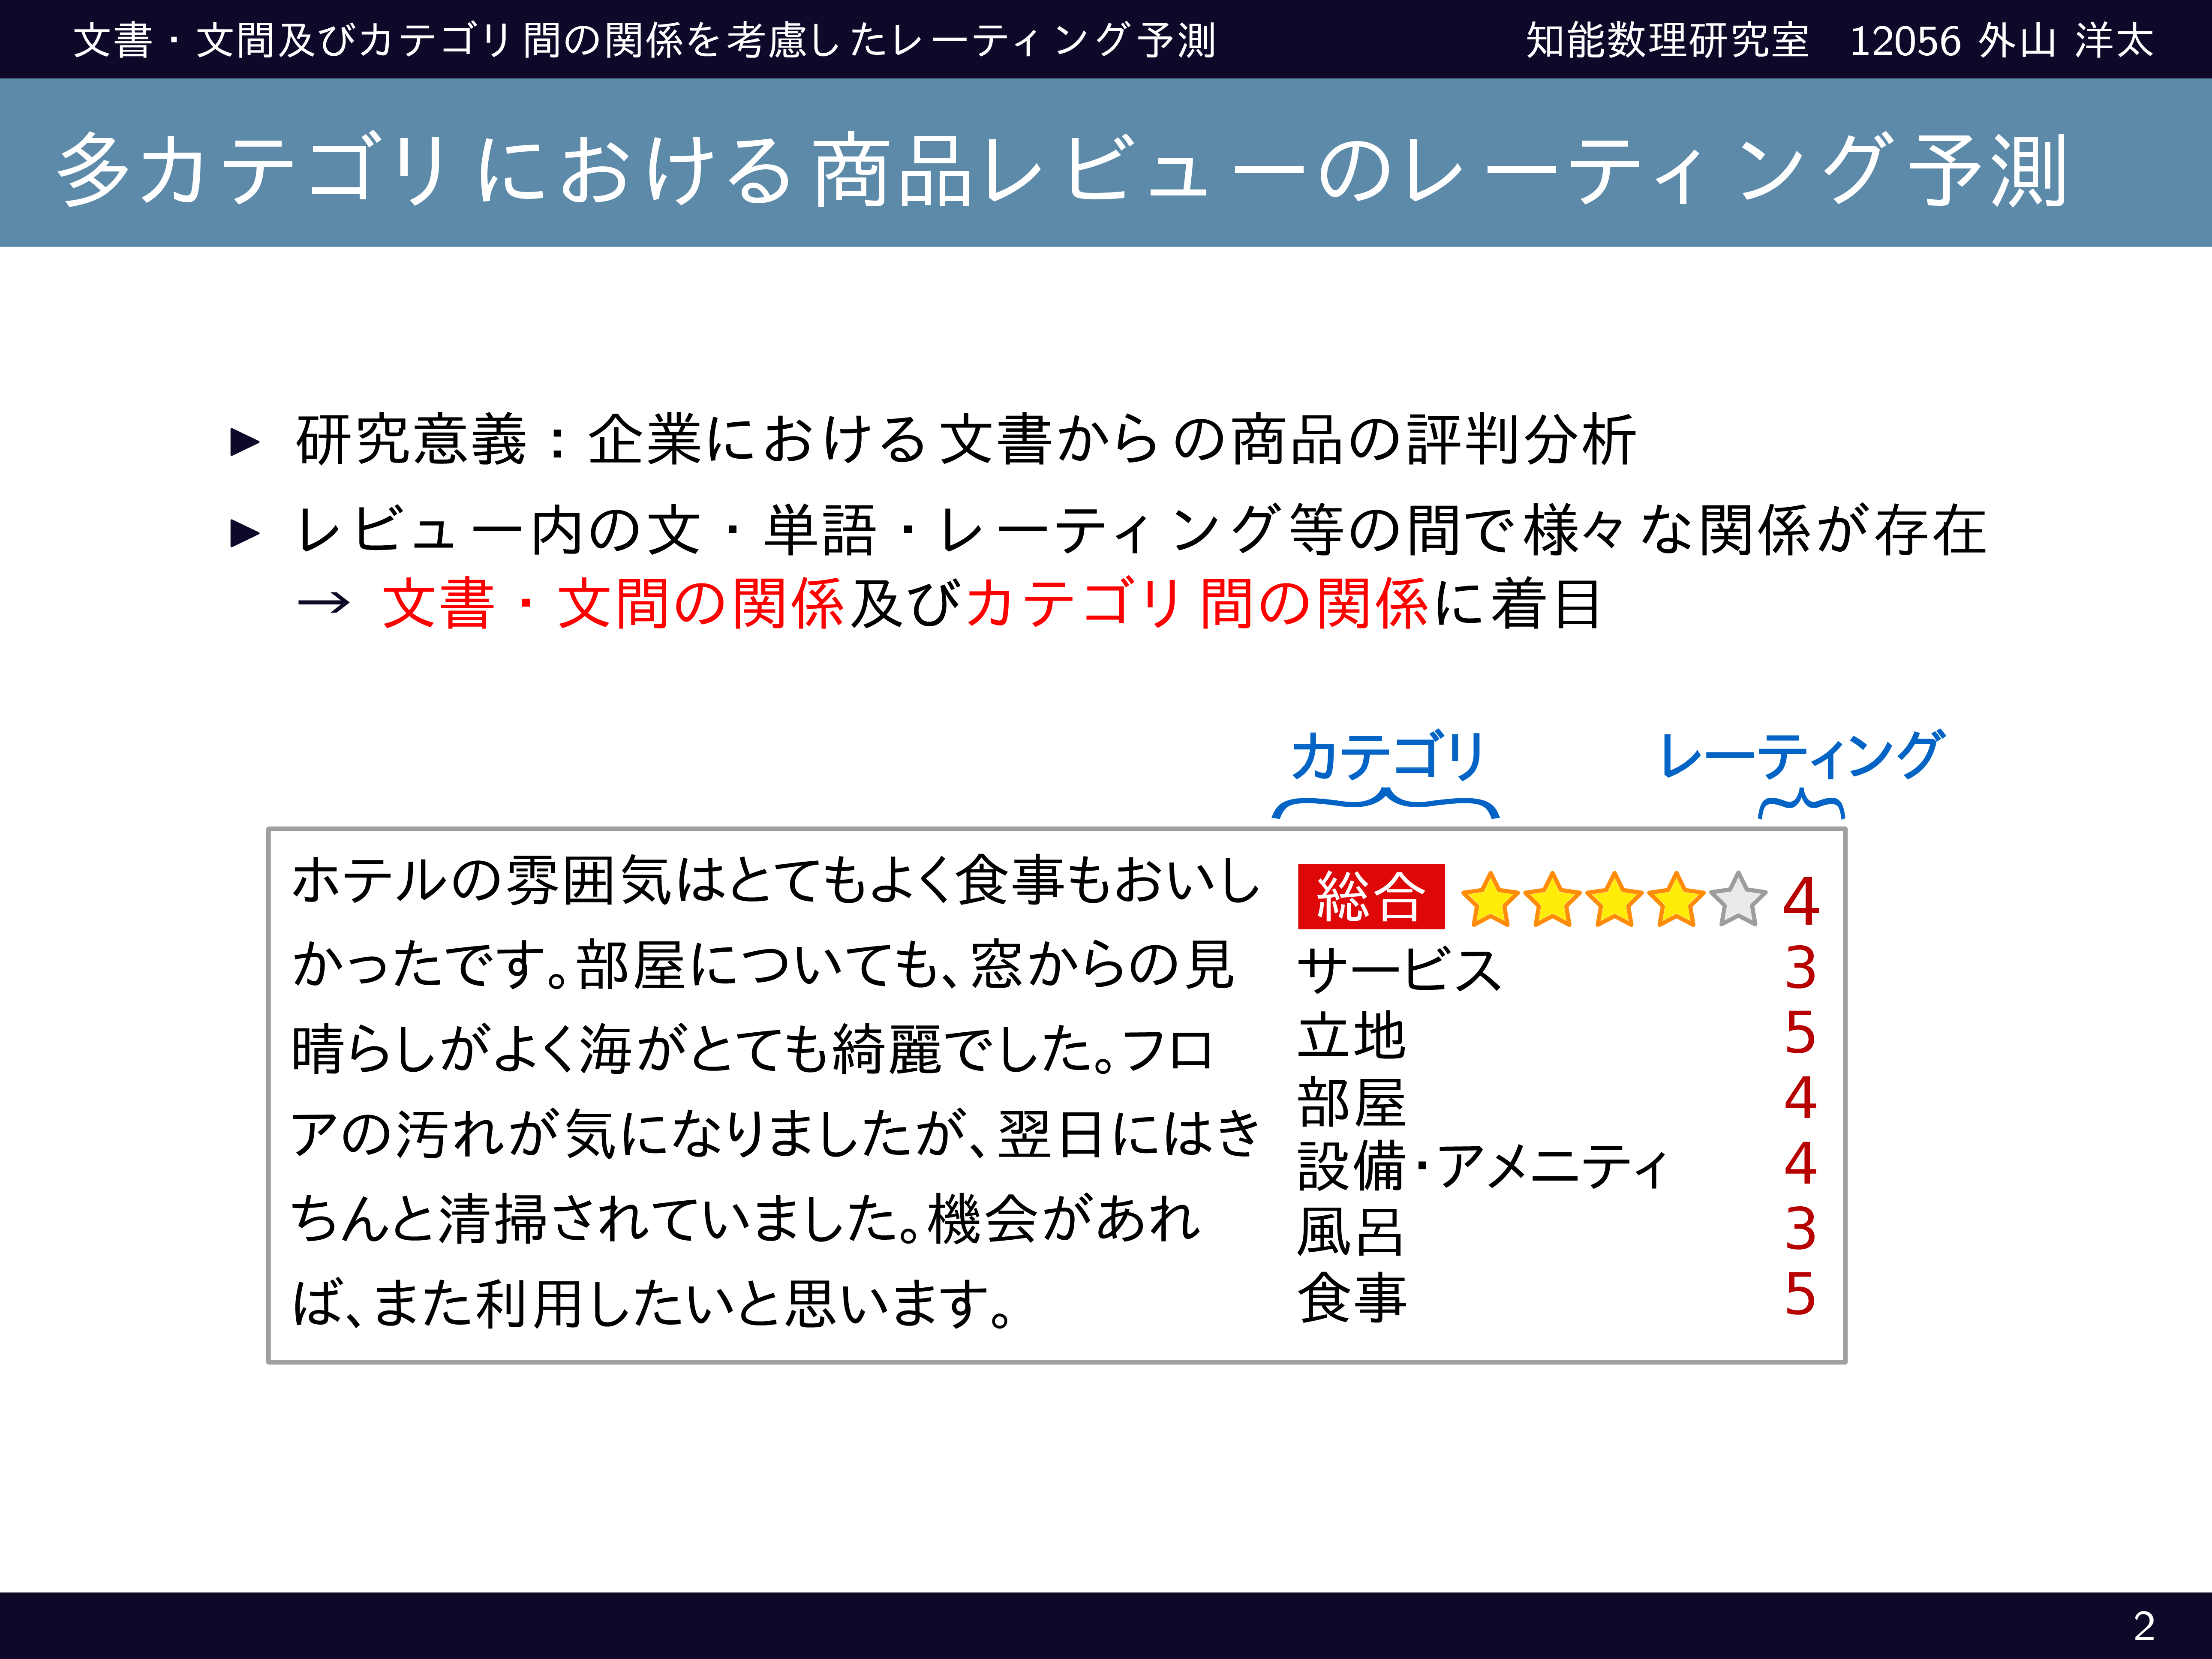 文書・文間及びカテゴリ間の関係を考慮したレーティング予測
知能数理研究室　12056 外山 洋太
多カテゴリにおける商品レビューのレーティング予測
▶ 研究意義：企業における文書からの商品の評判分析
▶ レビュー内の文・単語・レーティング等の間で様々な関係が存在
→ 文書・文間の関係及びカテゴリ間の関係に着目
カテゴリ
レーティング
ホテルの雰囲気はとてもよく食事もおいし
かったです。部屋についても、窓からの見
晴らしがよく海がとても綺麗でした。フロ
アの汚れが気になりましたが、翌日にはき
ちんと清掃されていました。機会があれ
ば、また利用したいと思います。
総合 4
サービス 3
立地 5
部屋 4
設備・アメニティ 4
風呂 3
食事 5
2